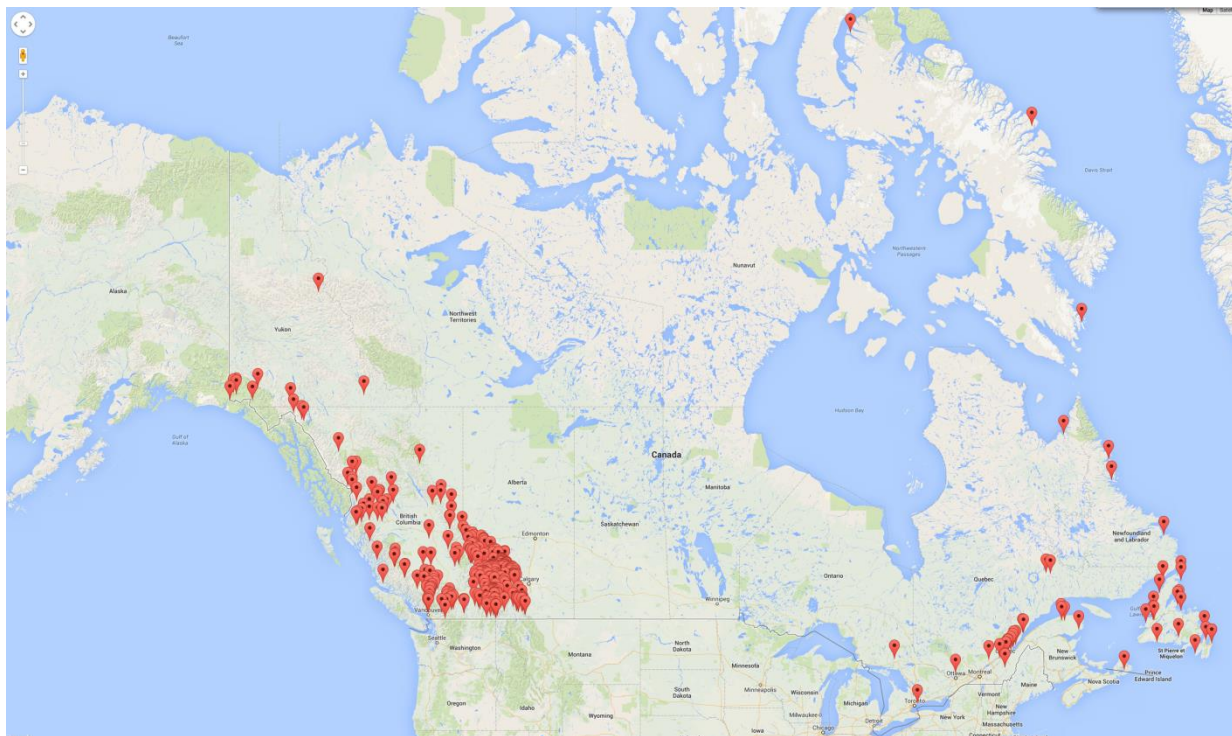 Map
Beaufort
Sea
Davis Strait
Northwestern
Passages
Nunavut
Alaska
Northwest
Territories
Yukon
Gulf of
Alaska
Hudson Bay
Canada
Alberta
Manitoba
British
Columbia
Saskatchewan
Edmonton
Newfoundland
and Labrador
Ontario
Quebec
Calgary
Winnipeg
Vancouver
Gulf of
Seattle
Washington
North
Dakota
Montana
Minnesota
Ottawa
Montreal
New
Brunswick
St Pierre et
Miquelon
Prince
Edward Island
Nova Scotia
Maine
Vermont
South
Dakota
Minneapolis
Wisconsin
Michigan
Toronto
Oregon
Idaho
Wyoming
Milwaukee
Detroit
New York
New
Hampshire
Massachusetts
Iowa
Chicago